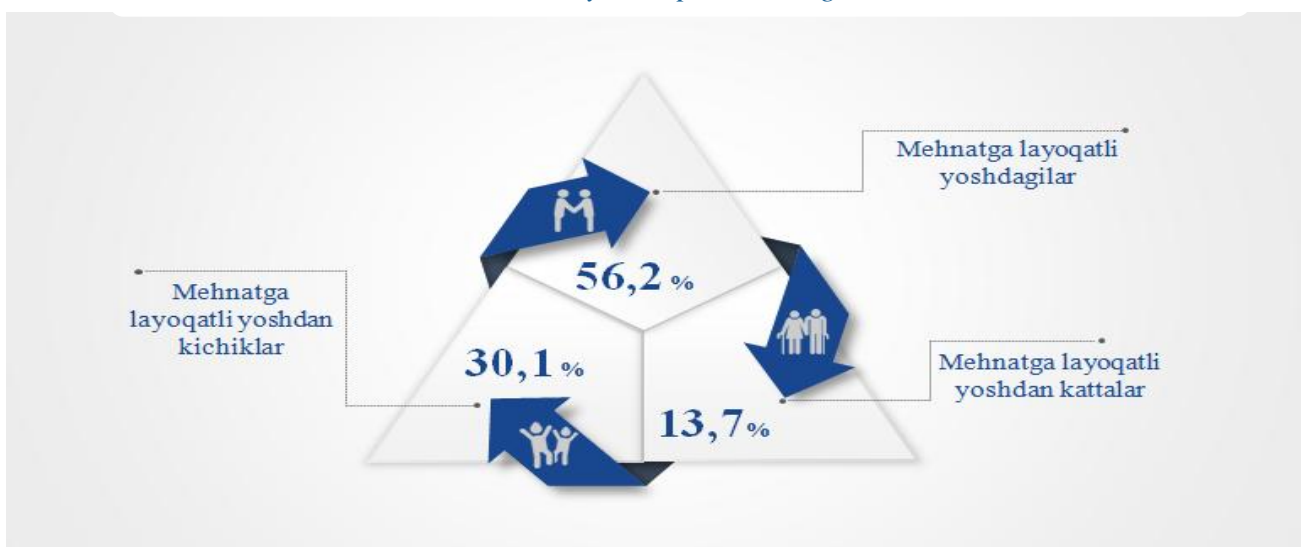 Mehnatga layoqatli
yoshdagilar
56,2 %
Mehnatga
layoqatli yoshdan
kichiklar
30,1 %
Mehnatga layoqatli
yoshdan kattalar
13,7 %